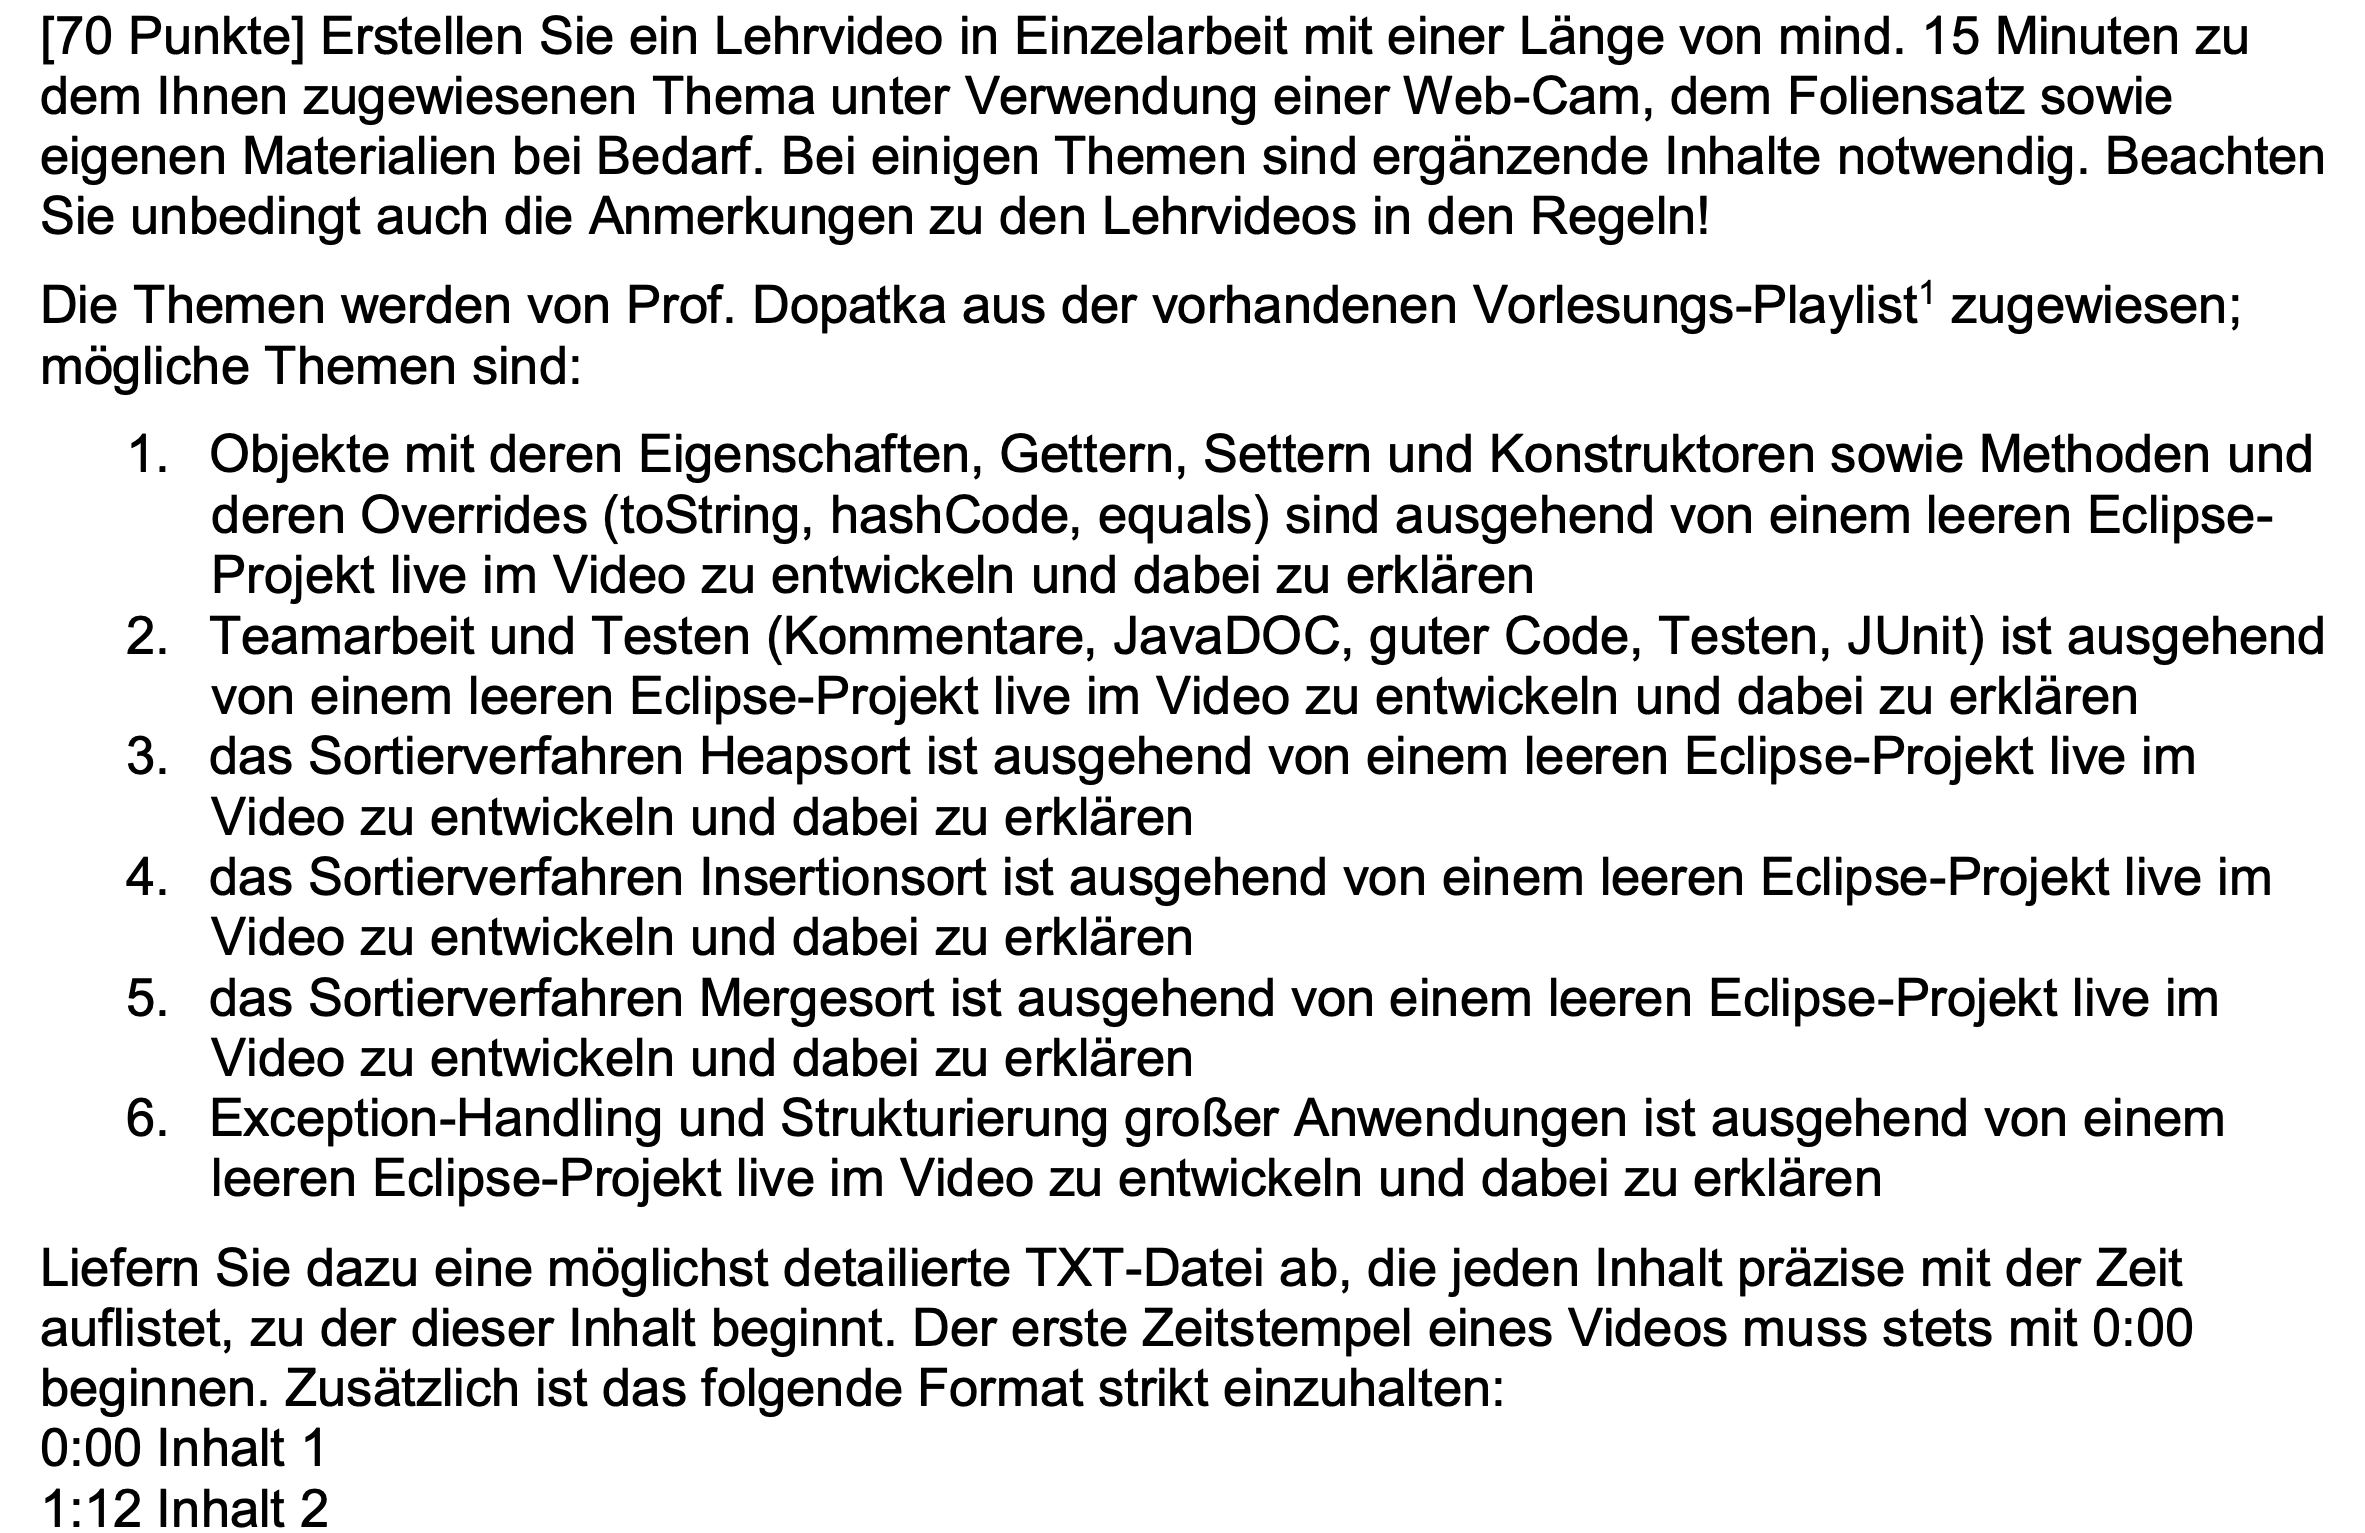 [70 Punkte] Erstellen Sie ein Lehrvideo in Einzelarbeit mit einer Länge von mind. 15 Minuten zu
dem Ihnen zugewiesenen Thema unter Verwendung einer Web-Cam, dem Foliensatz sowie
eigenen Materialien bei Bedarf. Bei einigen Themen sind ergänzende Inhalte notwendig. Beachten
Sie unbedingt auch die Anmerkungen zu den Lehrvideos in den Regeln!
Die Themen werden von Prof. Dopatka aus der vorhandenen Vorlesungs-Playlist¹ zugewiesen;
mögliche Themen sind:
1. Objekte mit deren Eigenschaften, Gettern, Settern und Konstruktoren sowie Methoden und
deren Overrides (toString, hashCode, equals) sind ausgehend von einem leeren Eclipse-
Projekt live im Video zu entwickeln und dabei zu erklären
2. Teamarbeit und Testen (Kommentare, JavaDOC, guter Code, Testen, JUnit) ist ausgehend
von einem leeren Eclipse-Projekt live im Video zu entwickeln und dabei zu erklären
3. das Sortierverfahren Heapsort ist ausgehend von einem leeren Eclipse-Projekt live im
Video zu entwickeln und dabei zu erklären
4. das Sortierverfahren Insertionsort ist ausgehend von einem leeren Eclipse-Projekt live im
Video zu entwickeln und dabei zu erklären
5. das Sortierverfahren Mergesort ist ausgehend von einem leeren Eclipse-Projekt live im
Video zu entwickeln und dabei zu erklären
6. Exception-Handling und Strukturierung großer Anwendungen ist ausgehend von einem
leeren Eclipse-Projekt live im Video zu entwickeln und dabei zu erklären
Liefern Sie dazu eine möglichst detailierte TXT-Datei ab, die jeden Inhalt präzise mit der Zeit
auflistet, zu der dieser Inhalt beginnt. Der erste Zeitstempel eines Videos muss stets mit 0:00
beginnen. Zusätzlich ist das folgende Format strikt einzuhalten:
0:00 Inhalt 1
1:12 Inhalt 2